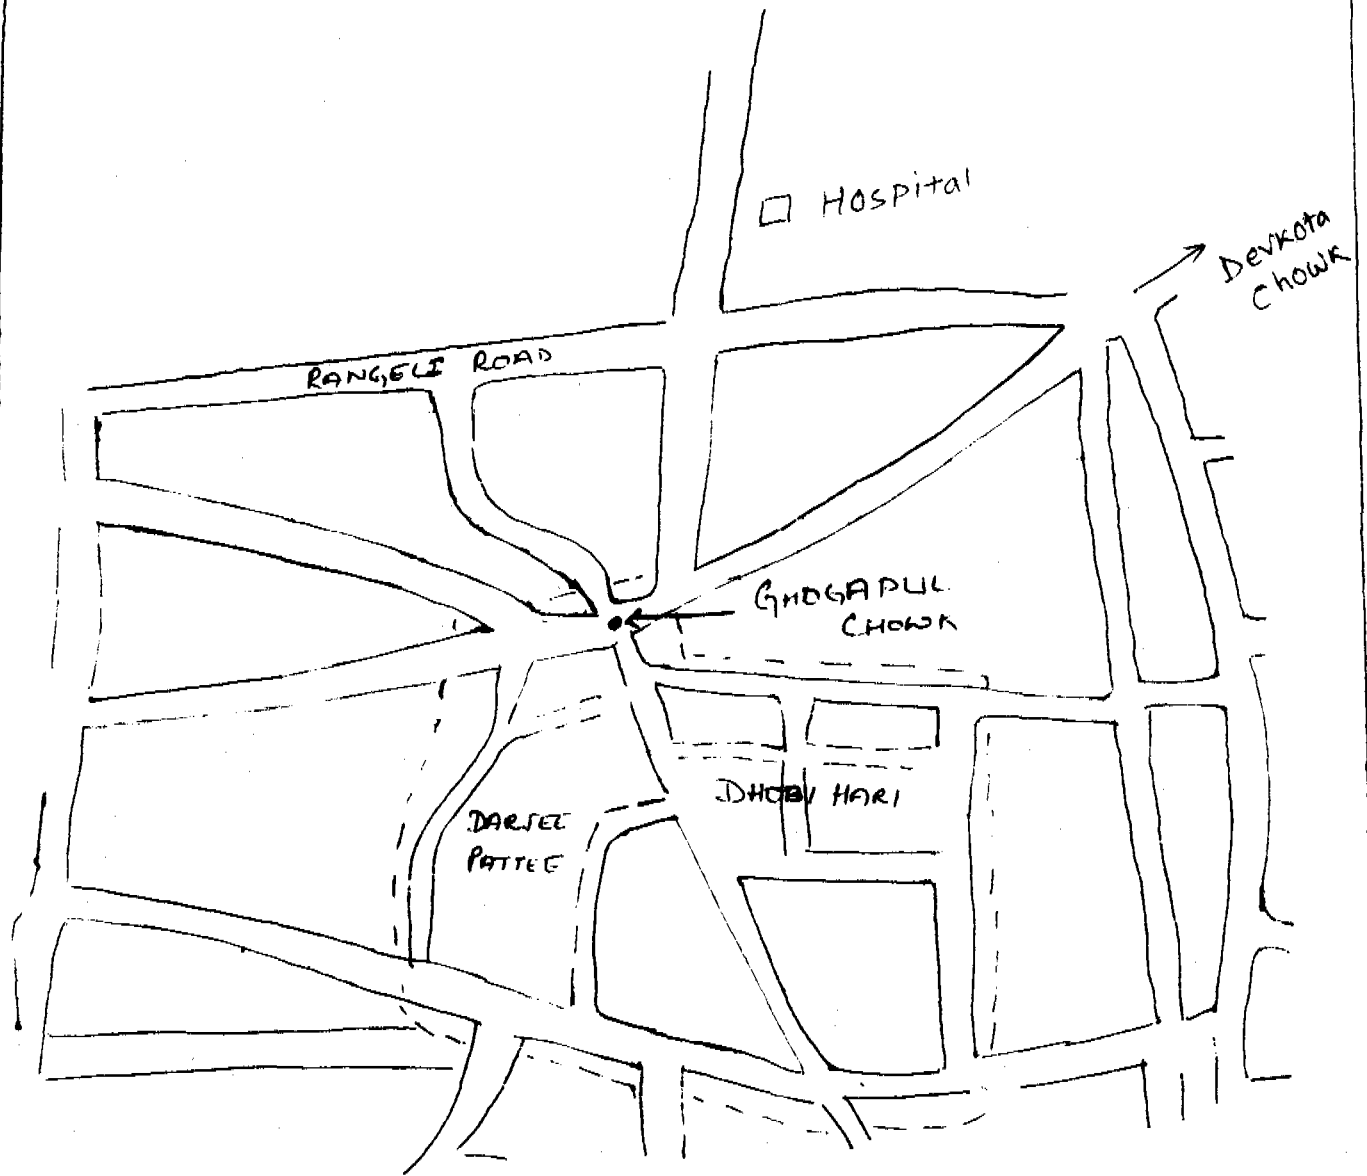 Hospital
Devkota
Chowk
RANGELI ROAD
GHOGAPUL
CHOWK
DHOBI HARI
DARJEE
PATTEE